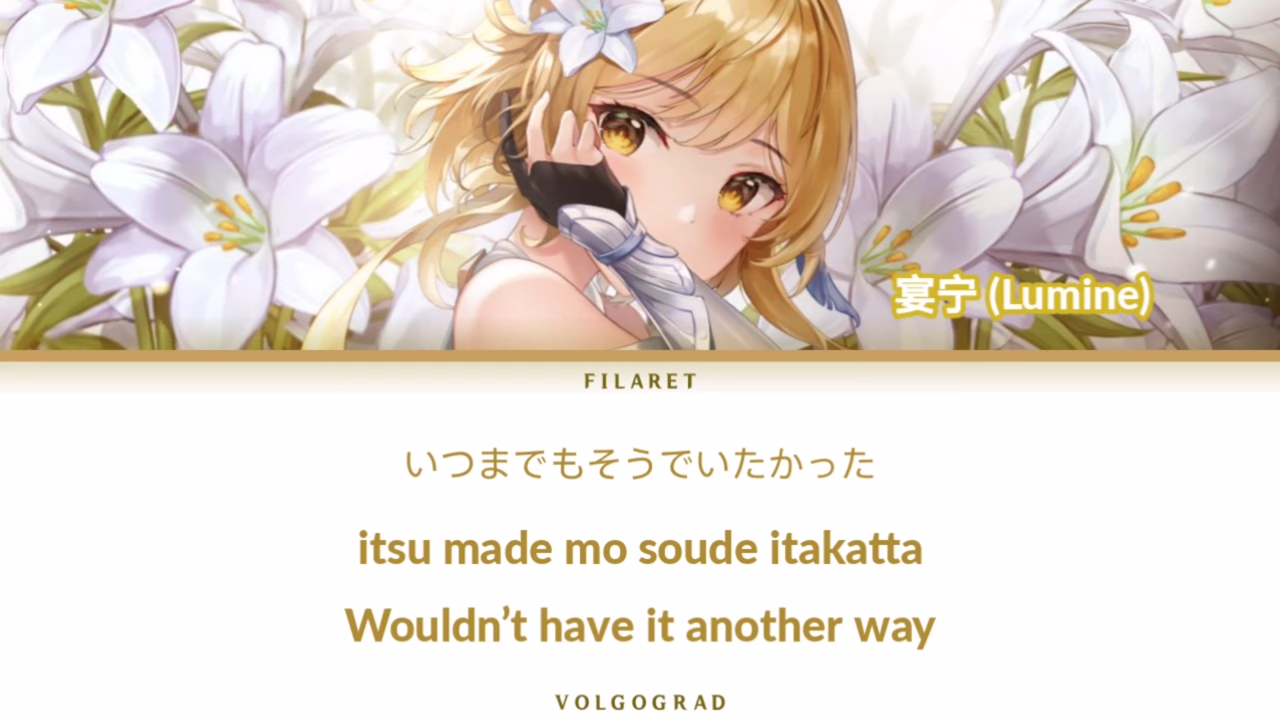 宴宁 (Lumine)
FILARET
いつまでもそうでいたかった
itsu made mo soude itakatta
Wouldn’t have it another way
VOLGOGRAD